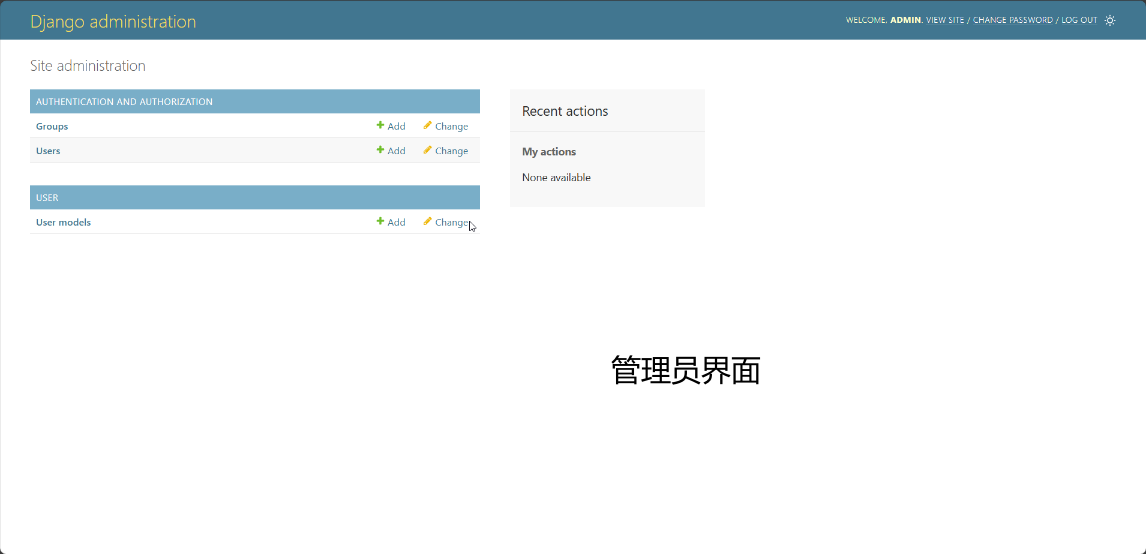 Django administration
WELCOME, ADMIN. VIEW SITE / CHANGE PASSWORD / LOG OUT
Site administration
AUTHENTICATION AND AUTHORIZATION
Groups Add Change
Users Add Change
USER
User models Add Change
Recent actions
My actions
None available
管理员界面